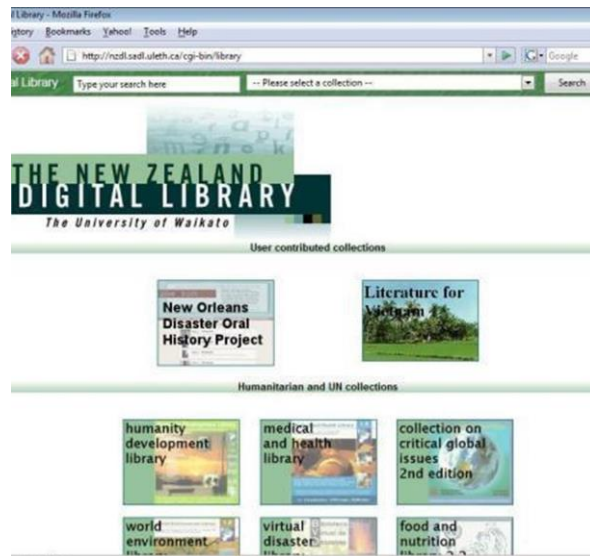 l Library - Mozilla Firefox
istory Bookmarks Yahoo! Tools Help
http://nzdl.sadl.uleth.ca/cgi-bin/library
Google
al Library Type your search here -- Please select a collection -- Search
THE NEW ZEALAND
DIGITAL LIBRARY
The University of Waikato
User contributed collections
New Orleans
Disaster Oral
History Project
Literature for
Vietnam
Humanitarian and UN collections
humanity
development
library
medical
and health
library
collection on
critical global
issues
2nd edition
world
environment
virtual
disaster
food and
nutrition